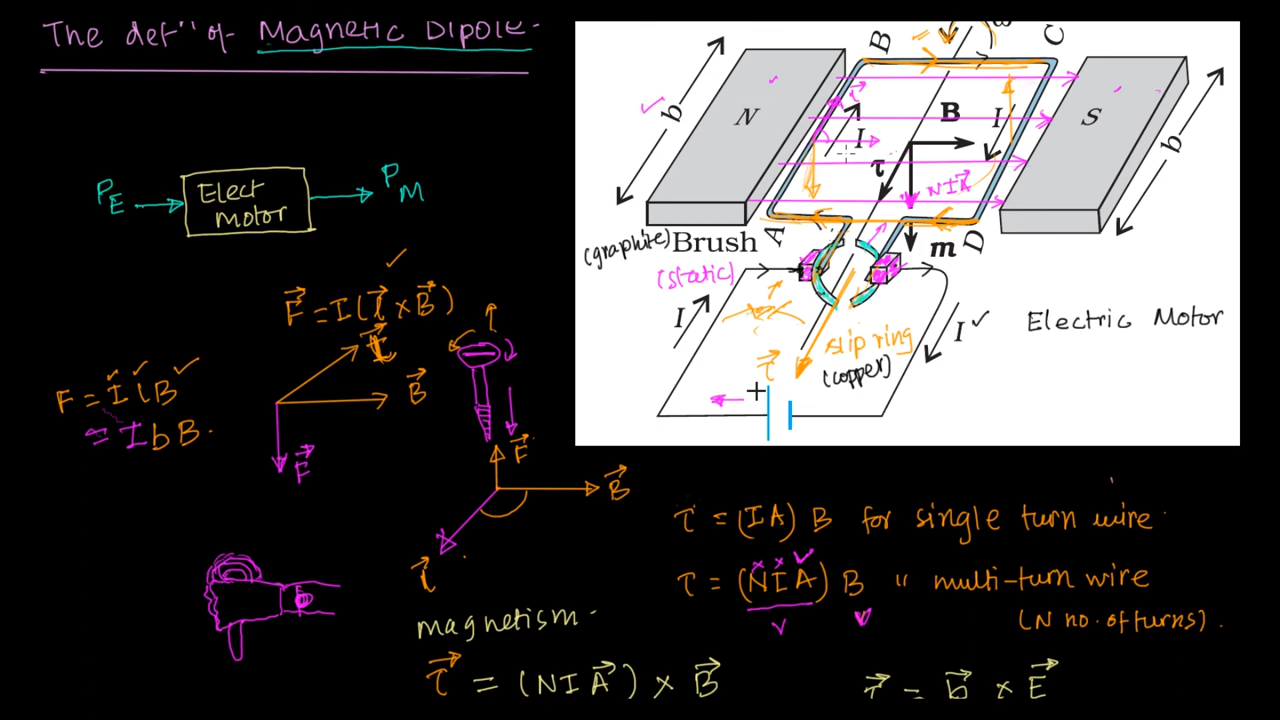 The defⁿ of Magnetic Dipole-
P_E → Elect motor → P_M
F⃗ = I(l⃗ × B⃗)
l⃗
B⃗
F⃗
F = I l B
= I b B.
F⃗
B⃗
l⃗
N
S
b
b
A
B
C
D
B
I
I
τ
NIA⃗
m
(graphite) Brush
(static)
I
I
+
τ⃗
slip ring
(copper)
Electric Motor
τ = (IA) B for single turn wire.
τ = (NIA) B " multi-turn wire
(N no. of turns).
magnetism-
τ⃗ = (NIA⃗) × B⃗
τ⃗ = p⃗ × E⃗